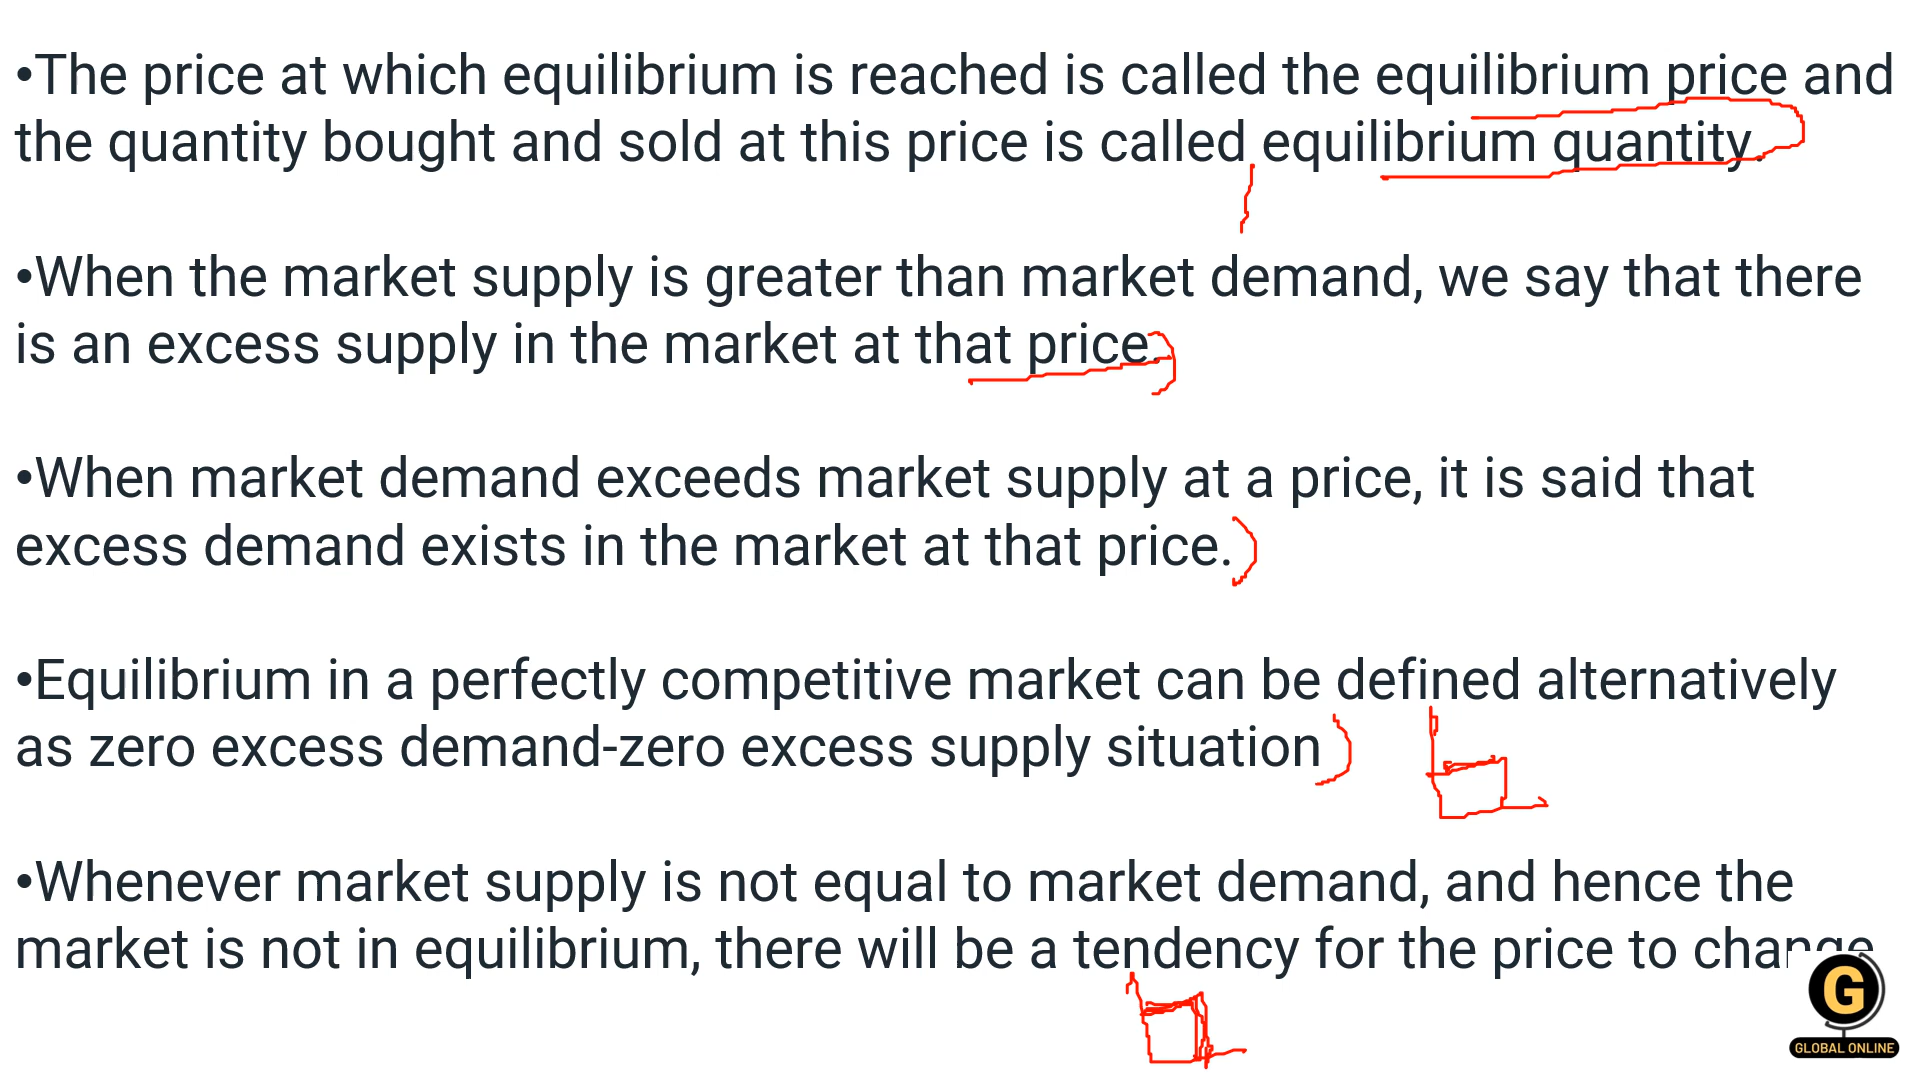 •The price at which equilibrium is reached is called the equilibrium price and
the quantity bought and sold at this price is called equilibrium quantity.
•When the market supply is greater than market demand, we say that there
is an excess supply in the market at that price.
•When market demand exceeds market supply at a price, it is said that
excess demand exists in the market at that price.
•Equilibrium in a perfectly competitive market can be defined alternatively
as zero excess demand-zero excess supply situation
•Whenever market supply is not equal to market demand, and hence the
market is not in equilibrium, there will be a tendency for the price to change
G
GLOBAL ONLINE